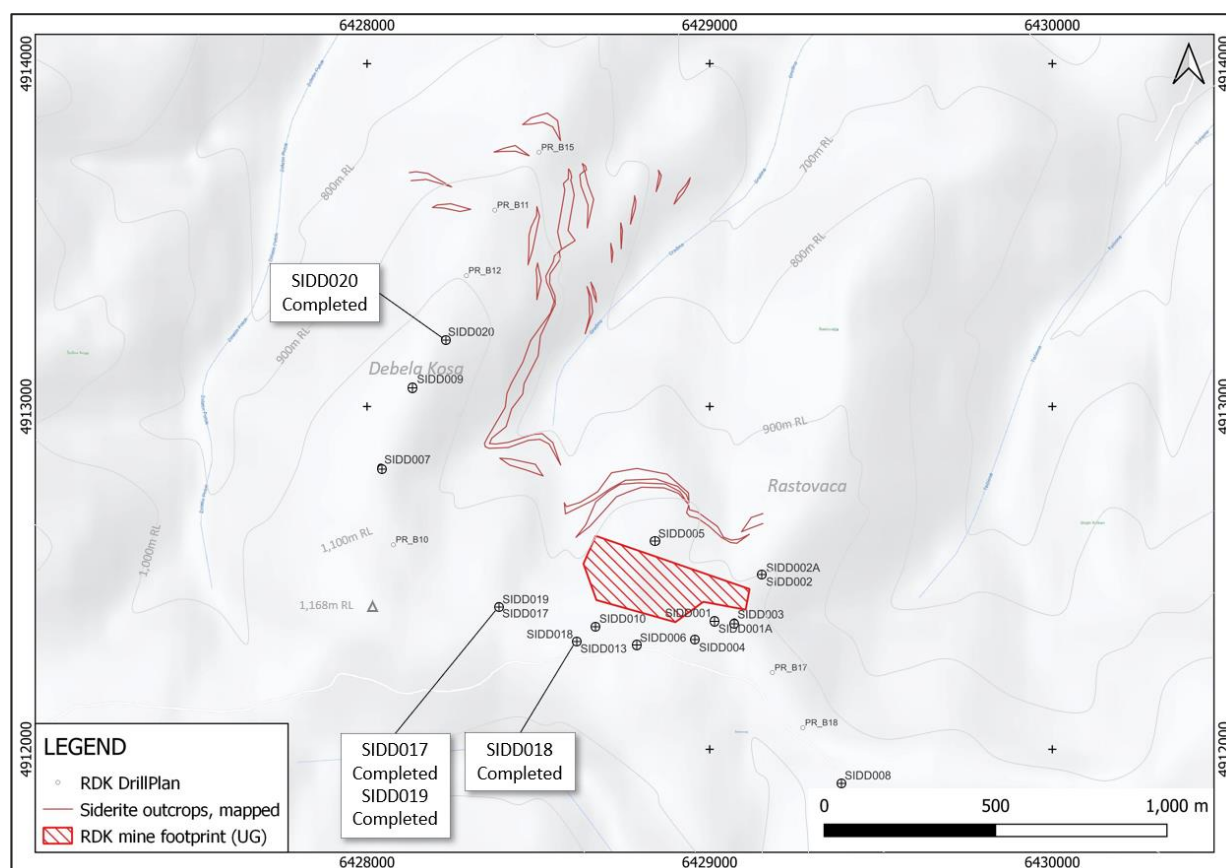 6428000
6429000
6430000
4914000
4914000
PR_B15
700m RL
800m RL
PR_B11
800m RL
SIDD020
Completed
PR_B12
900m RL
SIDD020
Debela Kosa
SIDD009
4913000
4913000
900m RL
SIDD007
Rastovaca
1,100m RL
PR_B10
1,000m RL
SIDD005
SIDD002A
SIDD002
1,168m RL
SIDD019
SIDD017
SIDD010
SIDD001
SIDD003
SIDD001A
SIDD018
SIDD013
SIDD006
SIDD004
PR_B17
PR_B18
4912000
4912000
SIDD017
Completed
SIDD019
Completed
SIDD018
Completed
SIDD008
LEGEND
RDK DrillPlan
Siderite outcrops, mapped
RDK mine footprint (UG)
0
500
1,000 m
6428000
6429000
6430000